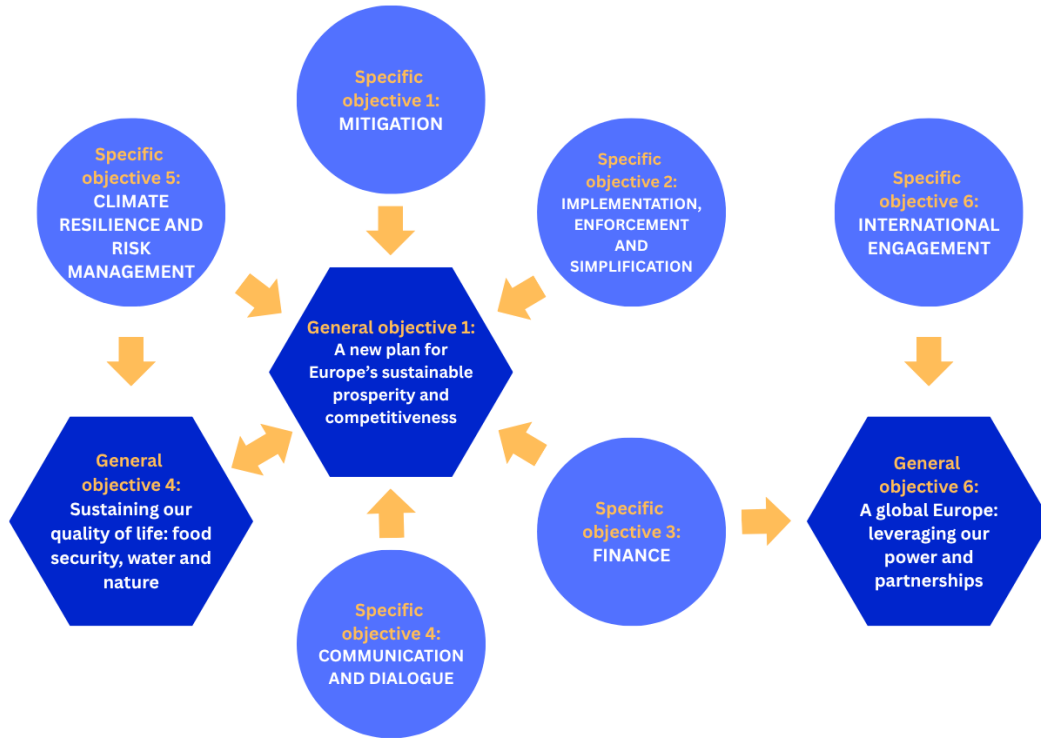 Specific
objective 1:
MITIGATION
Specific
objective 5:
CLIMATE
RESILIENCE AND
RISK
MANAGEMENT
Specific
objective 2:
IMPLEMENTATION,
ENFORCEMENT
AND
SIMPLIFICATION
Specific
objective 6:
INTERNATIONAL
ENGAGEMENT
General objective 1:
A new plan for
Europe’s sustainable
prosperity and
competitiveness
General
objective 4:
Sustaining our
quality of life: food
security, water and
nature
Specific
objective 3:
FINANCE
General
objective 6:
A global Europe:
leveraging our
power and
partnerships
Specific
objective 4:
COMMUNICATION
AND DIALOGUE